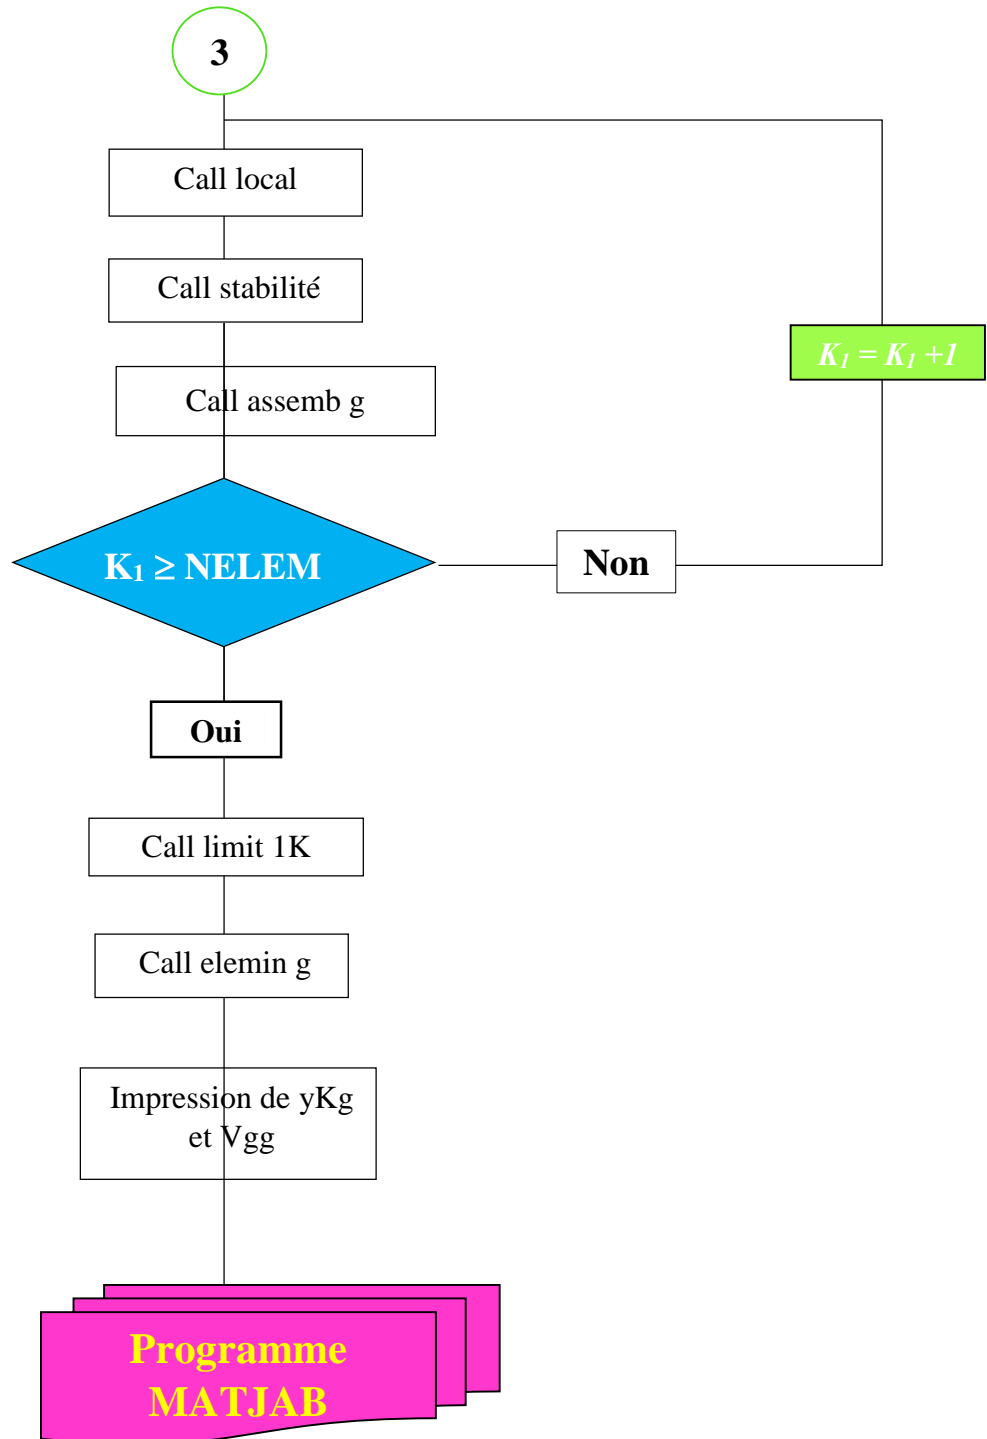 3
Call local
Call stabilité
K₁ = K₁ +1
Call assemb g
K₁ ≥ NELEM
Non
Oui
Call limit 1K
Call elemin g
Impression de yKg
et Vgg
Programme
MATJAB